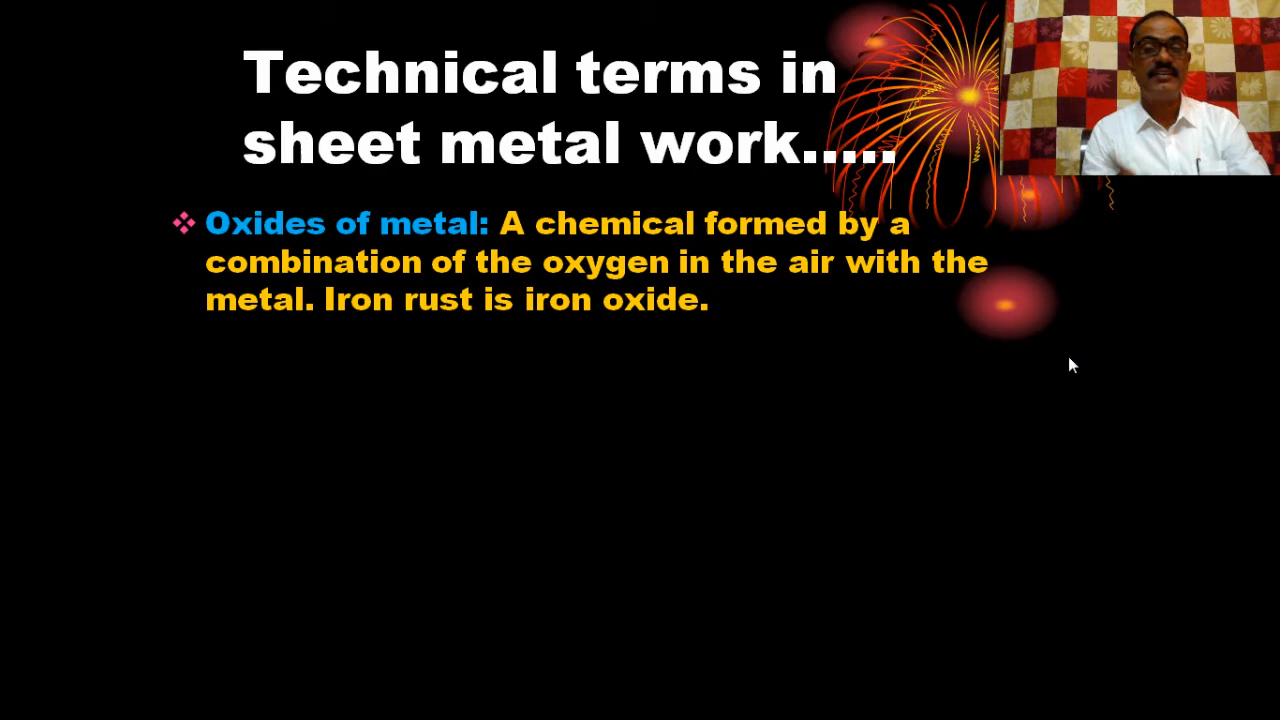 Technical terms in
sheet metal work.....
Oxides of metal: A chemical formed by a
combination of the oxygen in the air with the
metal. Iron rust is iron oxide.